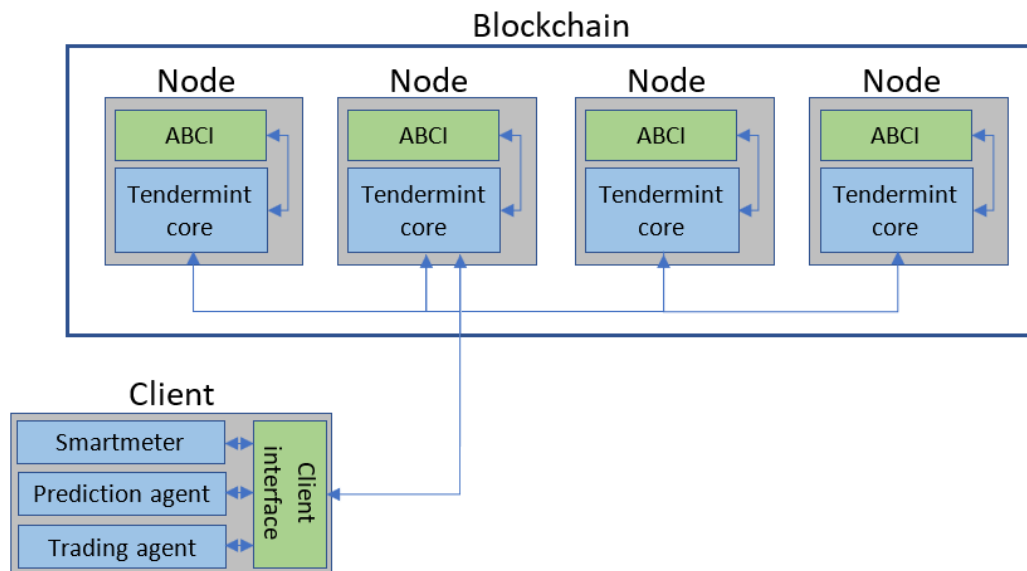 Blockchain
Node
Node
Node
Node
ABCI
ABCI
ABCI
ABCI
Tendermint
core
Tendermint
core
Tendermint
core
Tendermint
core
Client
Smartmeter
Prediction agent
Trading agent
Client
interface